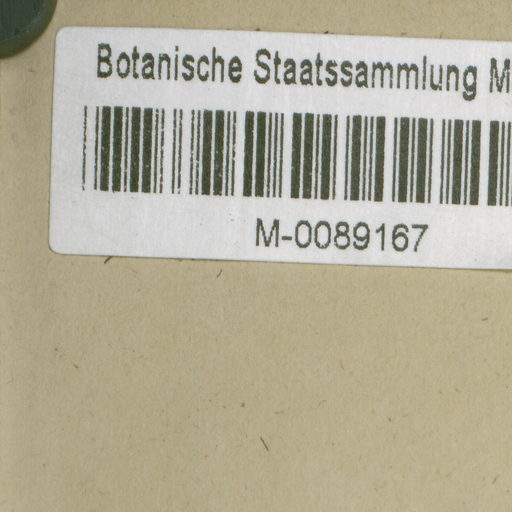 Botanische Staatssammlung M
M-0089167